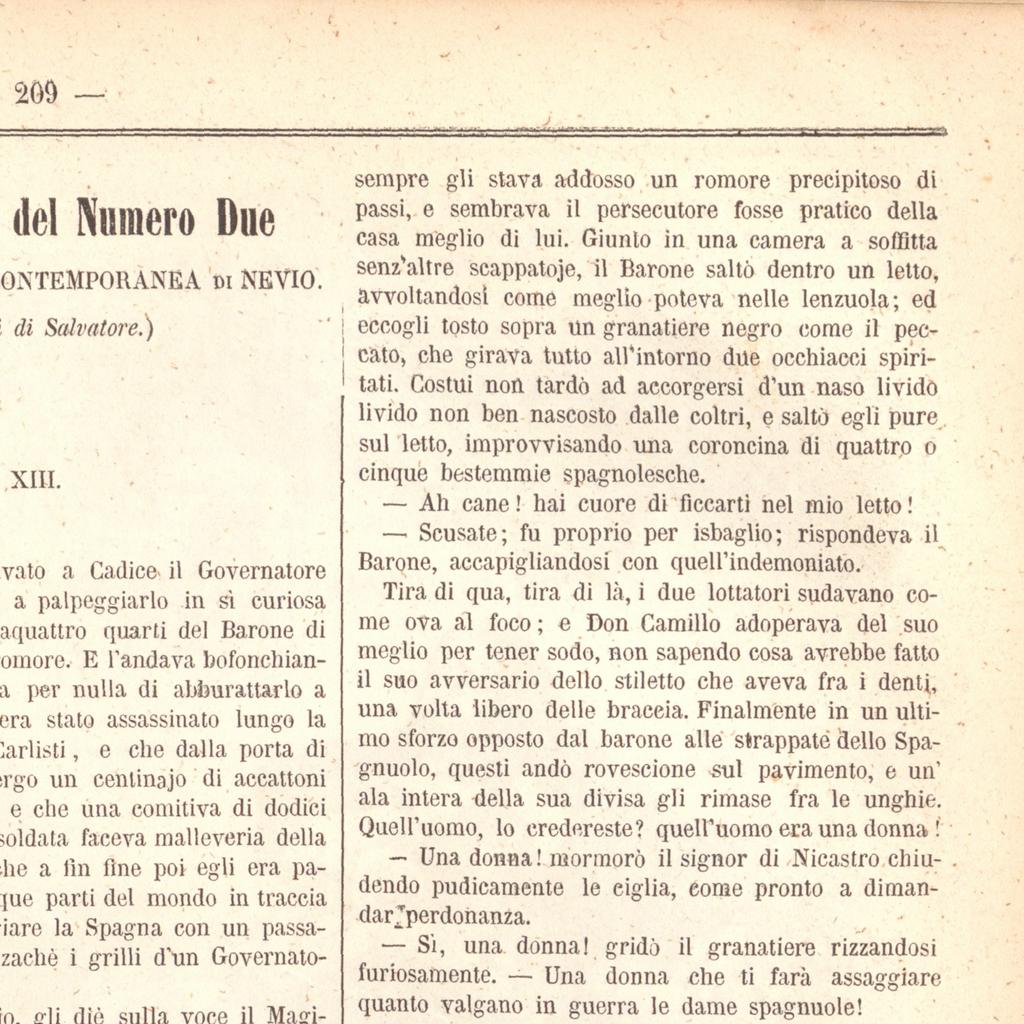 209 —
del Numero Due
ONTEMPORANEA DI NEVIO.
di Salvatore.)
XIII.
a Cadice il Governatore
a palpeggiarlo in sì curiosa
quarti del Barone di
E l'andava bofonchian-
per nulla di abburattarlo a
era stato assassinato lungo la
Carlisti, e che dalla porta di
un centinajo di accattoni
e che una comitiva di dodici
soldata faceva malleveria della
che a fin fine poi egli era pa-
parti del mondo in traccia
la Spagna con un passa-
i grilli d'un Governato-
gli diè sulla voce il Magi-
sempre gli stava addosso un romore precipitoso di
passi, e sembrava il persecutore fosse pratico della
casa meglio di lui. Giunto in una camera a soffitta
senz'altre scappatoje, il Barone saltò dentro un letto,
avvoltandosi come meglio poteva nelle lenzuola; ed
eccogli tosto sopra un granatiere negro come il pec-
cato, che girava tutto all'intorno due occhiacci spiri-
tati. Costui non tardò ad accorgersi d'un naso livido
livido non ben nascosto dalle coltri, e saltò egli pure
sul letto, improvvisando una coroncina di quattro o
cinque bestemmie spagnolesche.
— Ah cane! hai cuore di ficcarti nel mio letto!
— Scusate; fu proprio per isbaglio; rispondeva il
Barone, accapigliandosi con quell'indemoniato.
Tira di qua, tira di là, i due lottatori sudavano co-
me ova al foco; e Don Camillo adoperava del suo
meglio per tener sodo, non sapendo cosa avrebbe fatto
il suo avversario dello stiletto che aveva fra i denti,
una volta libero delle braccia. Finalmente in un ulti-
mo sforzo opposto dal barone alle strappate dello Spa-
gnuolo, questi andò rovescione sul pavimento, e un'
ala intera della sua divisa gli rimase fra le unghie.
Quell'uomo, lo credereste? quell'uomo era una donna!
— Una donna! mormorò il signor di Nicastro chiu-
dendo pudicamente le ciglia, come pronto a diman-
dar perdonanza.
— Sì, una donna! gridò il granatiere rizzandosi
furiosamente. — Una donna che ti farà assaggiare
quanto valgano in guerra le dame spagnuole!